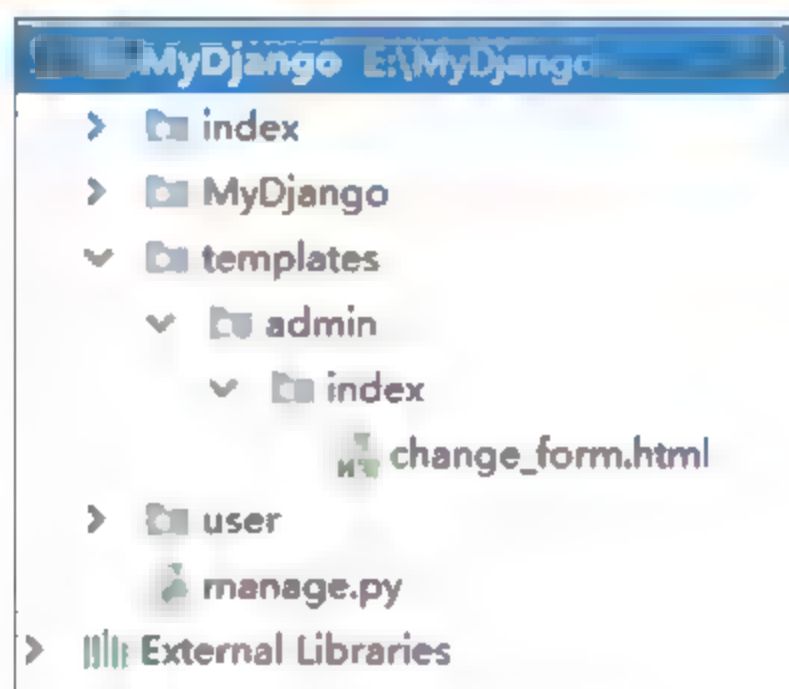 MyDjango E:\MyDjango
index
MyDjango
templates
admin
index
change_form.html
user
manage.py
External Libraries